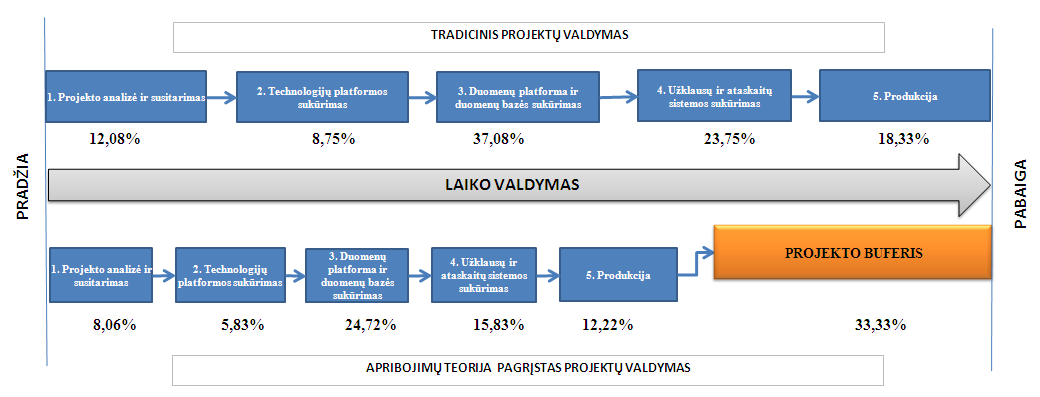 TRADICINIS PROJEKTŲ VALDYMAS
PRADŽIA
1. Projekto analizė ir susitarimas
2. Technologijų platformos
sukūrimas
3. Duomenų platforma ir
duomenų bazės sukūrimas
4. Užklausų ir ataskaitų
sistemos sukūrimas
5. Produkcija
12,08%
8,75%
37,08%
23,75%
18,33%
LAIKO VALDYMAS
PABAIGA
1. Projekto analizė ir
susitarimas
2. Technologijų
platformos sukūrimas
3. Duomenų
platforma ir
duomenų bazės
sukūrimas
4. Užklausų ir
ataskaitų sistemos
sukūrimas
5. Produkcija
PROJEKTO BUFERIS
8,06%
5,83%
24,72%
15,83%
12,22%
33,33%
APRIBOJIMŲ TEORIJA PAGRĮSTAS PROJEKTŲ VALDYMAS